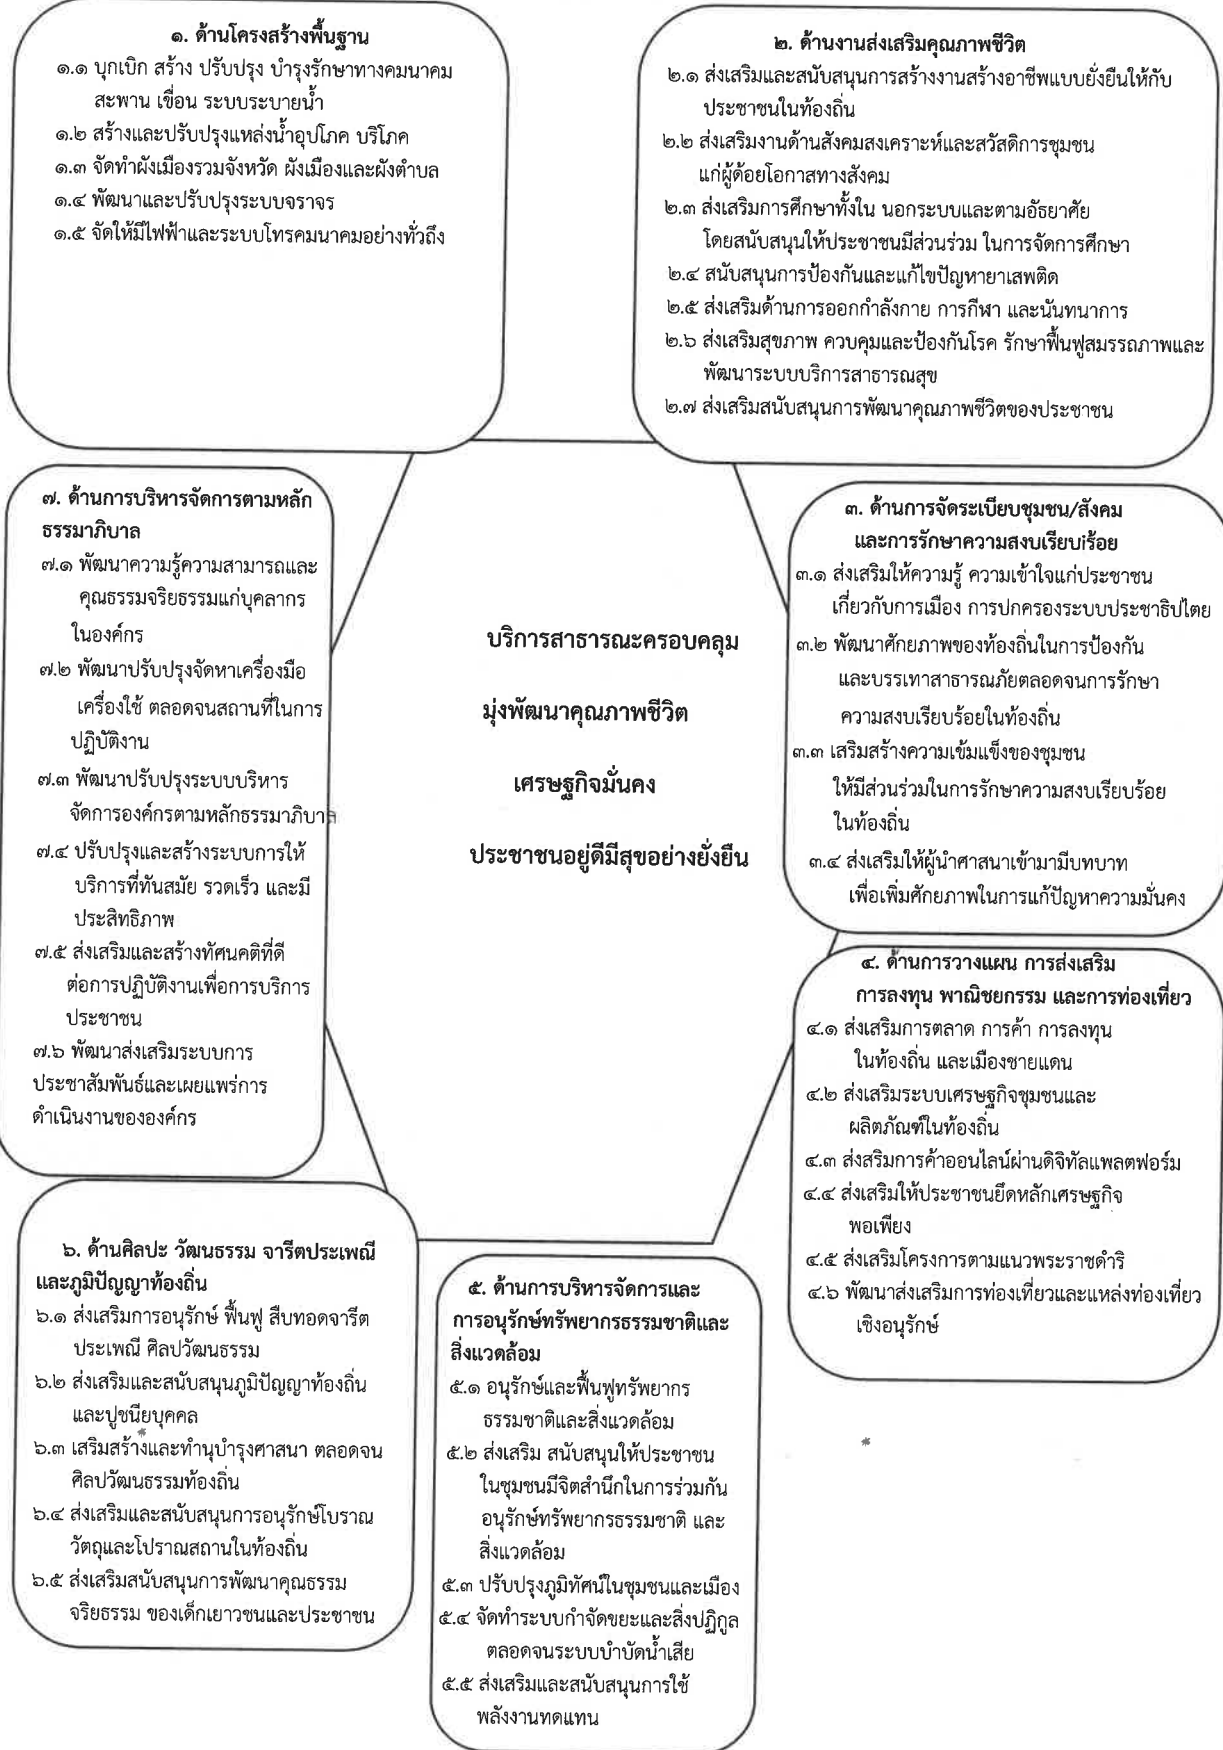 ๑. ด้านโครงสร้างพื้นฐาน
๑.๑ บุกเบิก สร้าง ปรับปรุง บำรุงรักษาทางคมนาคม
สะพาน เขื่อน ระบบระบายน้ำ
๑.๒ สร้างและปรับปรุงแหล่งน้ำอุปโภค บริโภค
๑.๓ จัดทำผังเมืองรวมจังหวัด ผังเมืองและผังตำบล
๑.๔ พัฒนาและปรับปรุงระบบจราจร
๑.๕ จัดให้มีไฟฟ้าและระบบโทรคมนาคมอย่างทั่วถึง
๒. ด้านงานส่งเสริมคุณภาพชีวิต
๒.๑ ส่งเสริมและสนับสนุนการสร้างงานสร้างอาชีพแบบยั่งยืนให้กับ
ประชาชนในท้องถิ่น
๒.๒ ส่งเสริมงานด้านสังคมสงเคราะห์และสวัสดิการชุมชน
แก่ผู้ด้อยโอกาสทางสังคม
๒.๓ ส่งเสริมการศึกษาทั้งใน นอกระบบและตามอัธยาศัย
โดยสนับสนุนให้ประชาชนมีส่วนร่วม ในการจัดการศึกษา
๒.๔ สนับสนุนการป้องกันและแก้ไขปัญหายาเสพติด
๒.๕ ส่งเสริมด้านการออกกำลังกาย การกีฬา และนันทนาการ
๒.๖ ส่งเสริมสุขภาพ ควบคุมและป้องกันโรค รักษาฟื้นฟูสมรรถภาพและ
พัฒนาระบบบริการสาธารณสุข
๒.๗ ส่งเสริมสนับสนุนการพัฒนาคุณภาพชีวิตของประชาชน
๗. ด้านการบริหารจัดการตามหลัก
ธรรมาภิบาล
๗.๑ พัฒนาความรู้ความสามารถและ
คุณธรรมจริยธรรมแก่บุคลากร
ในองค์กร
๗.๒ พัฒนาปรับปรุงจัดหาเครื่องมือ
เครื่องใช้ ตลอดจนสถานที่ในการ
ปฏิบัติงาน
๗.๓ พัฒนาปรับปรุงระบบบริหาร
จัดการองค์กรตามหลักธรรมาภิบาล
๗.๔ ปรับปรุงและสร้างระบบการให้
บริการที่ทันสมัย รวดเร็ว และมี
ประสิทธิภาพ
๗.๕ ส่งเสริมและสร้างทัศนคติที่ดี
ต่อการปฏิบัติงานเพื่อการบริการ
ประชาชน
๗.๖ พัฒนาส่งเสริมระบบการ
ประชาสัมพันธ์และเผยแพร่การ
ดำเนินงานขององค์กร
บริการสาธารณะครอบคลุม
มุ่งพัฒนาคุณภาพชีวิต
เศรษฐกิจมั่นคง
ประชาชนอยู่ดีมีสุขอย่างยั่งยืน
๓. ด้านการจัดระเบียบชุมชน/สังคม
และการรักษาความสงบเรียบร้อย
๓.๑ ส่งเสริมให้ความรู้ ความเข้าใจแก่ประชาชน
เกี่ยวกับการเมือง การปกครองระบบประชาธิปไตย
๓.๒ พัฒนาศักยภาพของท้องถิ่นในการป้องกัน
และบรรเทาสาธารณภัยตลอดจนการรักษา
ความสงบเรียบร้อยในท้องถิ่น
๓.๓ เสริมสร้างความเข้มแข็งของชุมชน
ให้มีส่วนร่วมในการรักษาความสงบเรียบร้อย
ในท้องถิ่น
๓.๔ ส่งเสริมให้ผู้นำศาสนาเข้ามามีบทบาท
เพื่อเพิ่มศักยภาพในการแก้ปัญหาความมั่นคง
๔. ด้านการวางแผน การส่งเสริม
การลงทุน พาณิชยกรรม และการท่องเที่ยว
๔.๑ ส่งเสริมการตลาด การค้า การลงทุน
ในท้องถิ่น และเมืองชายแดน
๔.๒ ส่งเสริมระบบเศรษฐกิจชุมชนและ
ผลิตภัณฑ์ในท้องถิ่น
๔.๓ ส่งสริมการค้าออนไลน์ผ่านดิจิทัลแพลตฟอร์ม
๔.๔ ส่งเสริมให้ประชาชนยึดหลักเศรษฐกิจ
พอเพียง
๔.๕ ส่งเสริมโครงการตามแนวพระราชดำริ
๔.๖ พัฒนาส่งเสริมการท่องเที่ยวและแหล่งท่องเที่ยว
เชิงอนุรักษ์
๖. ด้านศิลปะ วัฒนธรรม จารีตประเพณี
และภูมิปัญญาท้องถิ่น
๖.๑ ส่งเสริมการอนุรักษ์ ฟื้นฟู สืบทอดจารีต
ประเพณี ศิลปวัฒนธรรม
๖.๒ ส่งเสริมและสนับสนุนภูมิปัญญาท้องถิ่น
และปูชนียบุคคล
๖.๓ เสริมสร้างและทำนุบำรุงศาสนา ตลอดจน
ศิลปวัฒนธรรมท้องถิ่น
๖.๔ ส่งเสริมและสนับสนุนการอนุรักษ์โบราณ
วัตถุและโปราณสถานในท้องถิ่น
๖.๕ ส่งเสริมสนับสนุนการพัฒนาคุณธรรม
จริยธรรม ของเด็กเยาวชนและประชาชน
๕. ด้านการบริหารจัดการและ
การอนุรักษ์ทรัพยากรธรรมชาติและ
สิ่งแวดล้อม
๕.๑ อนุรักษ์และฟื้นฟูทรัพยากร
ธรรมชาติและสิ่งแวดล้อม
๕.๒ ส่งเสริม สนับสนุนให้ประชาชน
ในชุมชนมีจิตสำนึกในการร่วมกัน
อนุรักษ์ทรัพยากรธรรมชาติ และ
สิ่งแวดล้อม
๕.๓ ปรับปรุงภูมิทัศน์ในชุมชนและเมือง
๕.๔ จัดทำระบบกำจัดขยะและสิ่งปฏิกูล
ตลอดจนระบบบำบัดน้ำเสีย
๕.๕ ส่งเสริมและสนับสนุนการใช้
พลังงานทดแทน